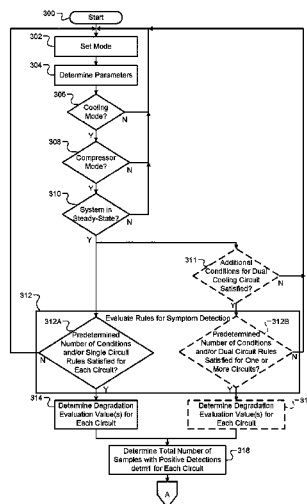 300
Start
302
Set Mode
304
Determine Parameters
306
Cooling
Mode?
N
Y
308
Compressor
Mode?
N
Y
310
System in
Steady-State?
N
Y
Y
311
Additional
Conditions for Dual
Cooling Circuit
Satisfied?
N
Y
312
Evaluate Rules for Symptom Detection
312A
Predetermined
Number of Conditions
and/or Single Circuit
Rules Satisfied for
Each Circuit?
N
Y
312B
Predetermined
Number of Conditions
and/or Dual Circuit Rules
Satisfied for One or
More Circuits?
N
Y
314
Determine Degradation
Evaluation Value(s) for
Each Circuit
Determine Degradation
Evaluation Value(s) for
Each Circuit
318
Determine Total Number of
Samples with Positive Detections
detrm1 for Each Circuit
A